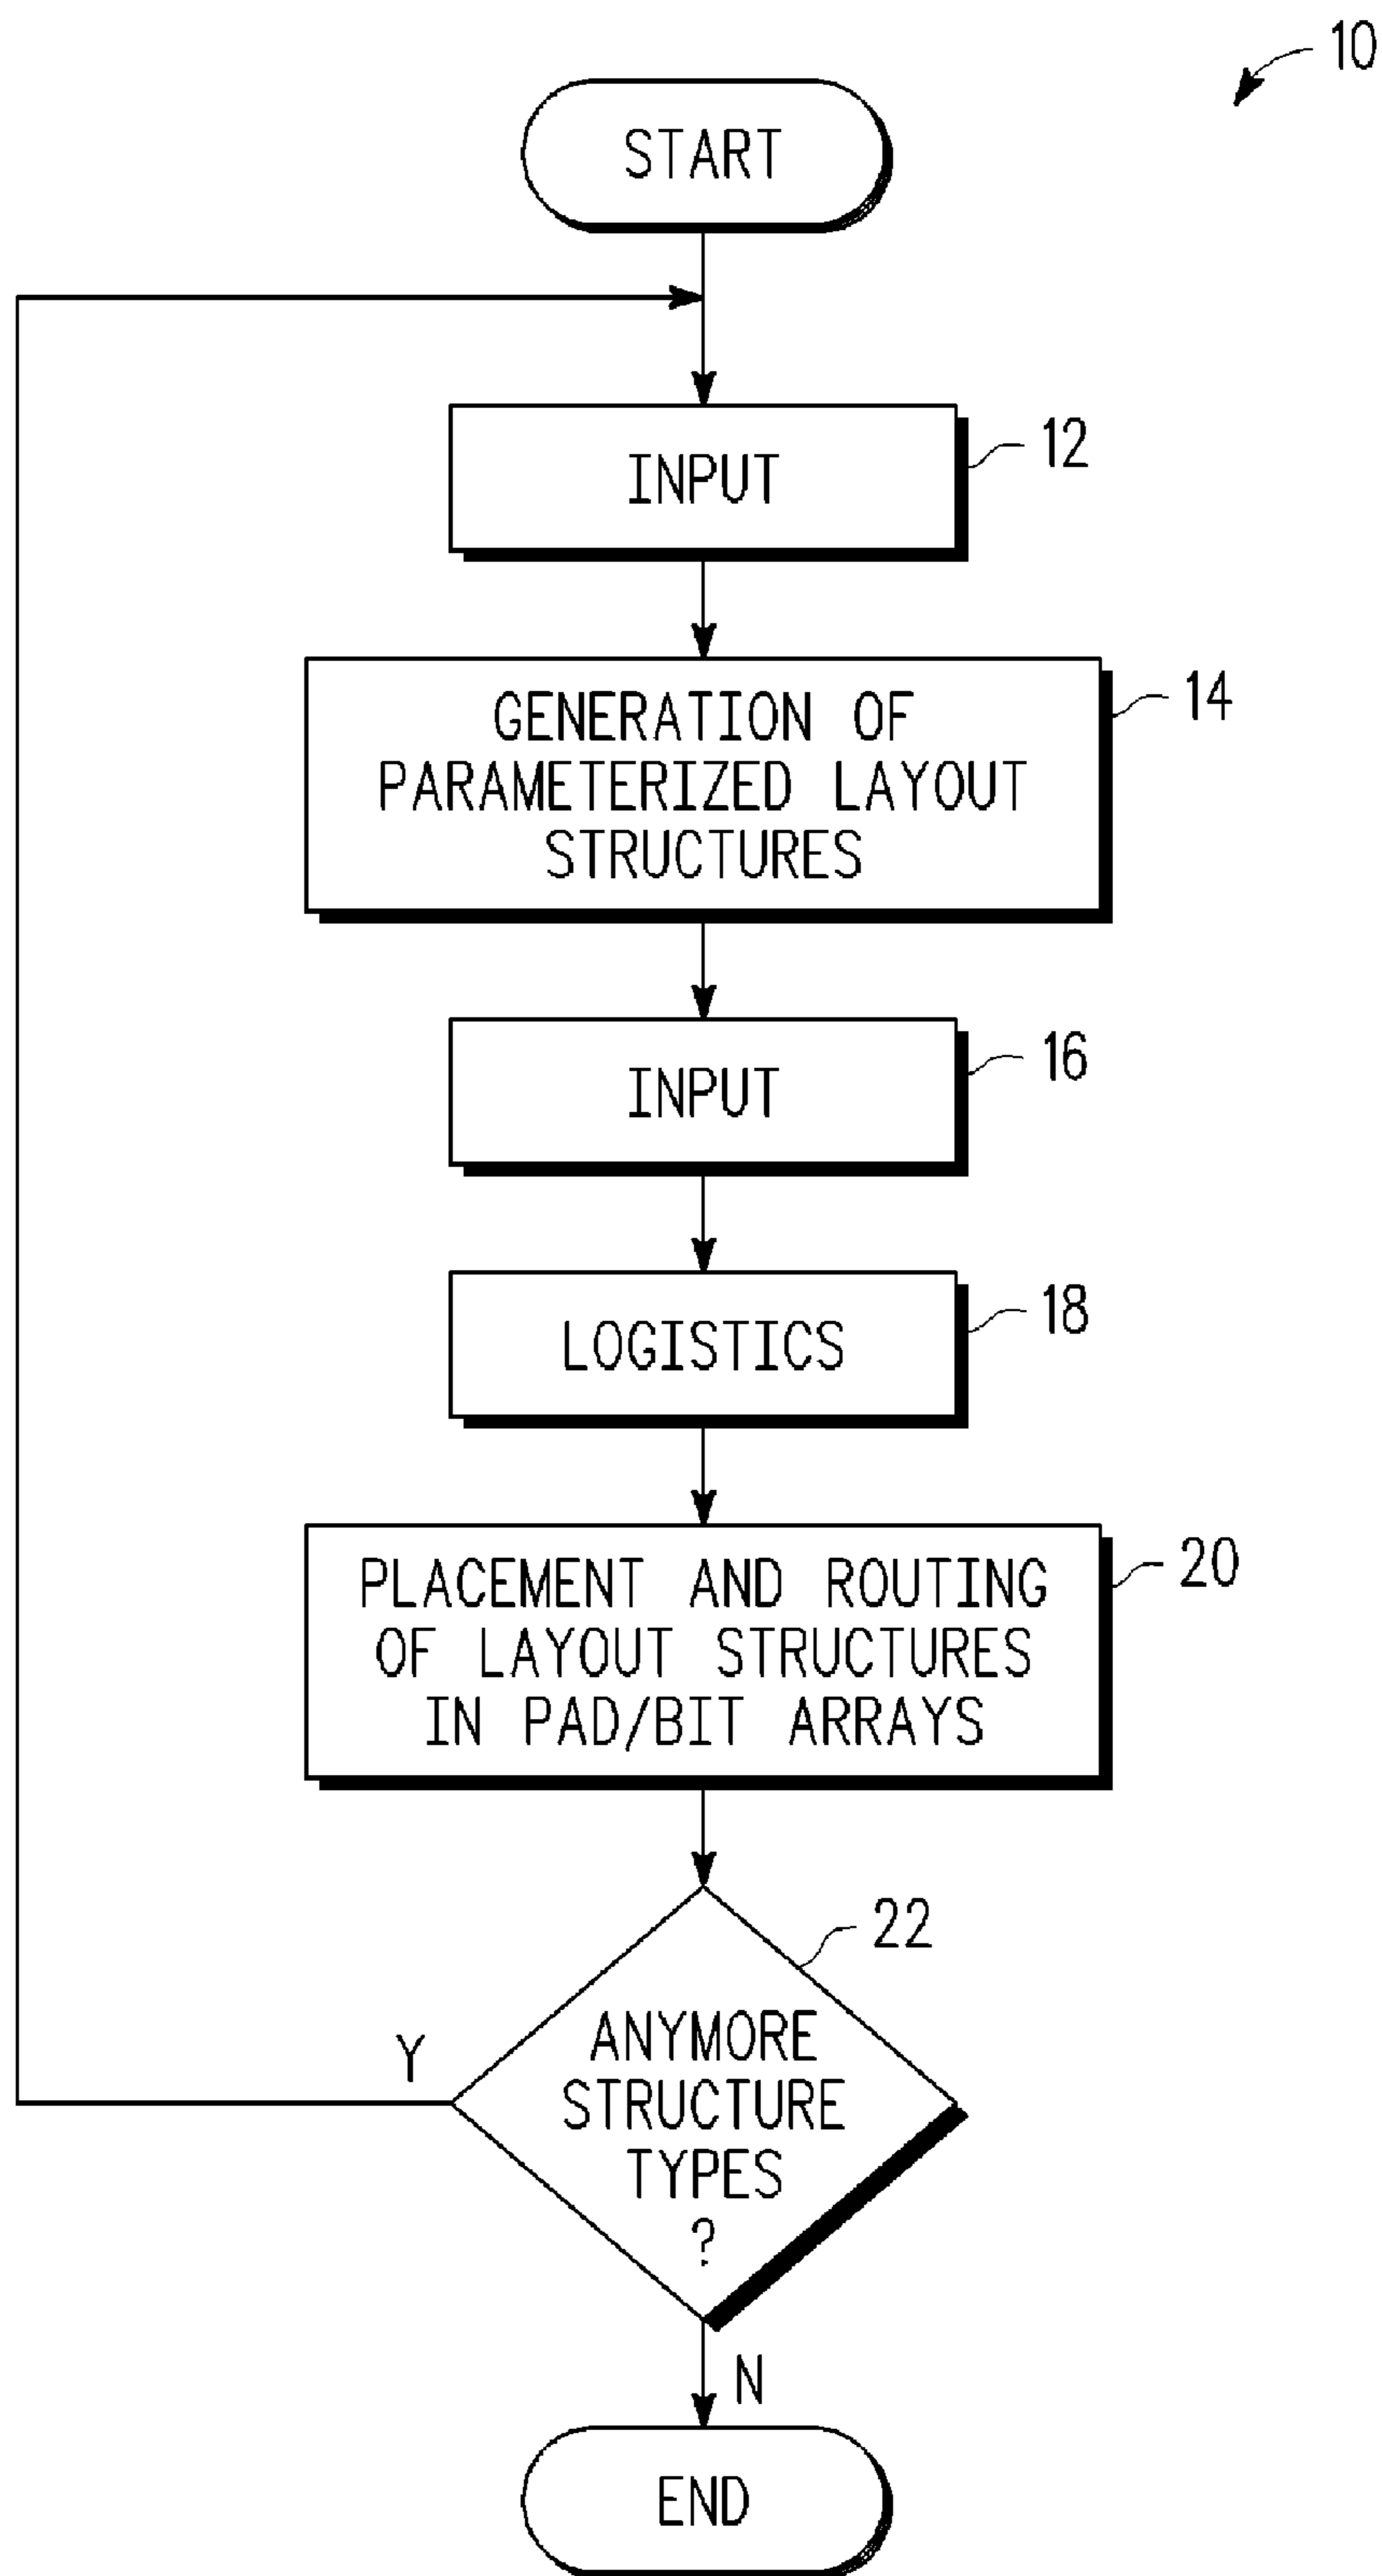 10
START
INPUT
12
GENERATION OF
PARAMETERIZED LAYOUT
STRUCTURES
14
INPUT
16
LOGISTICS
18
PLACEMENT AND ROUTING
OF LAYOUT STRUCTURES
IN PAD/BIT ARRAYS
20
22
ANYMORE
STRUCTURE
TYPES
?
Y
N
END